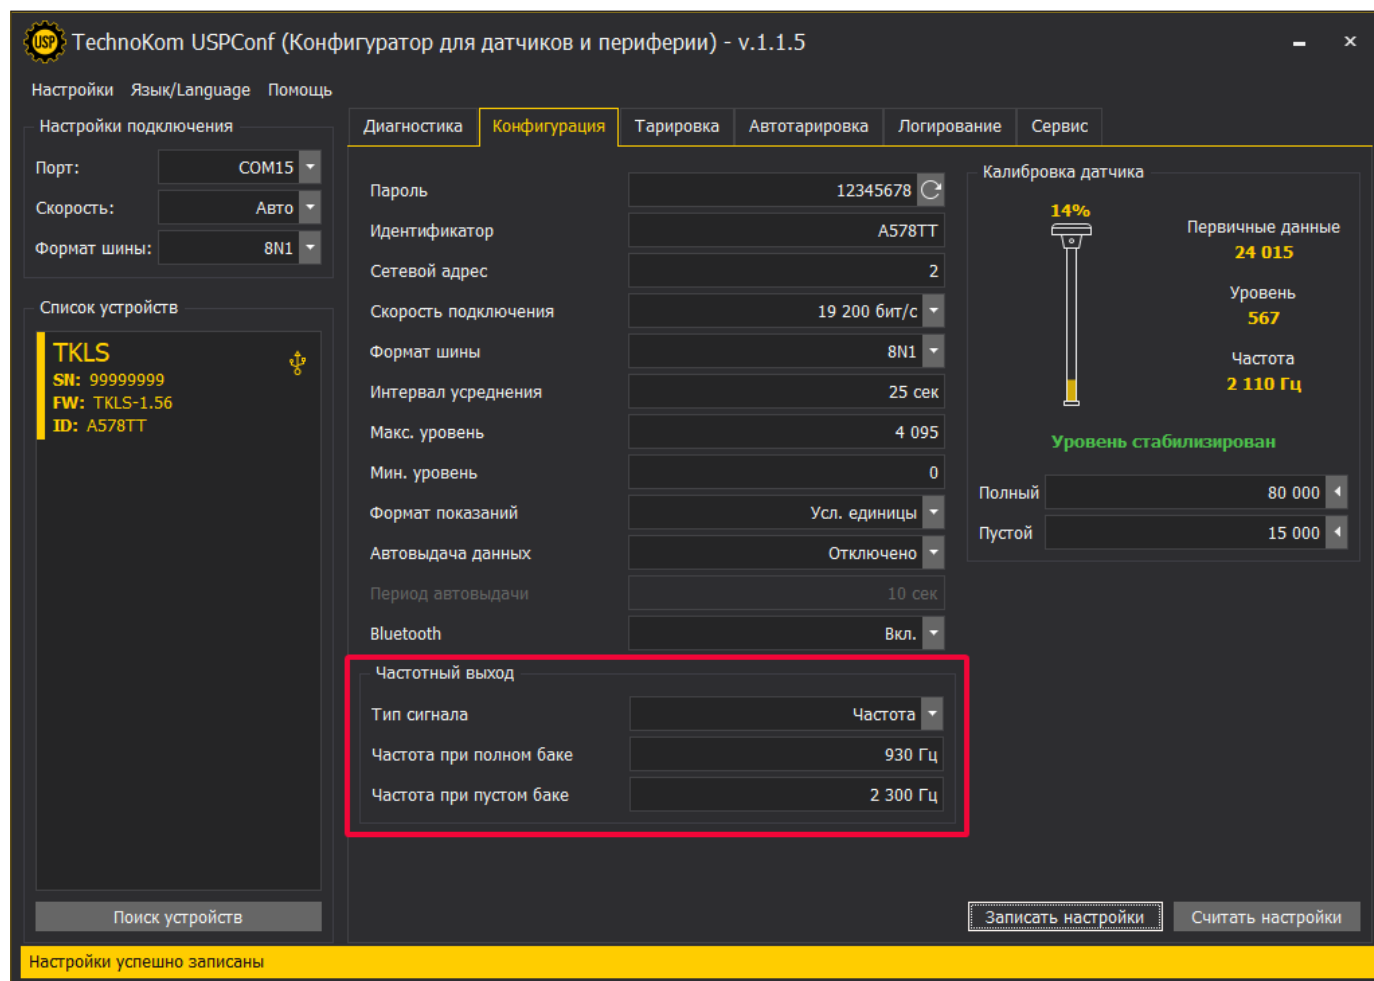 USP TechnoKom USPConf (Конфигуратор для датчиков и периферии) - v.1.1.5
Настройки Язык/Language Помощь
Настройки подключения
Порт: COM15
Скорость: Авто
Формат шины: 8N1
Список устройств
TKLS
SN: 99999999
FW: TKLS-1.56
ID: A578TT
Поиск устройств
Диагностика Конфигурация Тарировка Автотарировка Логирование Сервис
Пароль 12345678
Идентификатор A578TT
Сетевой адрес 2
Скорость подключения 19 200 бит/с
Формат шины 8N1
Интервал усреднения 25 сек
Макс. уровень 4 095
Мин. уровень 0
Формат показаний Усл. единицы
Автовыдача данных Отключено
Период автовыдачи 10 сек
Bluetooth Вкл.
Частотный выход
Тип сигнала Частота
Частота при полном баке 930 Гц
Частота при пустом баке 2 300 Гц
Калибровка датчика
14%
Первичные данные
24 015
Уровень
567
Частота
2 110 Гц
Уровень стабилизирован
Полный 80 000
Пустой 15 000
Записать настройки Считать настройки
Настройки успешно записаны